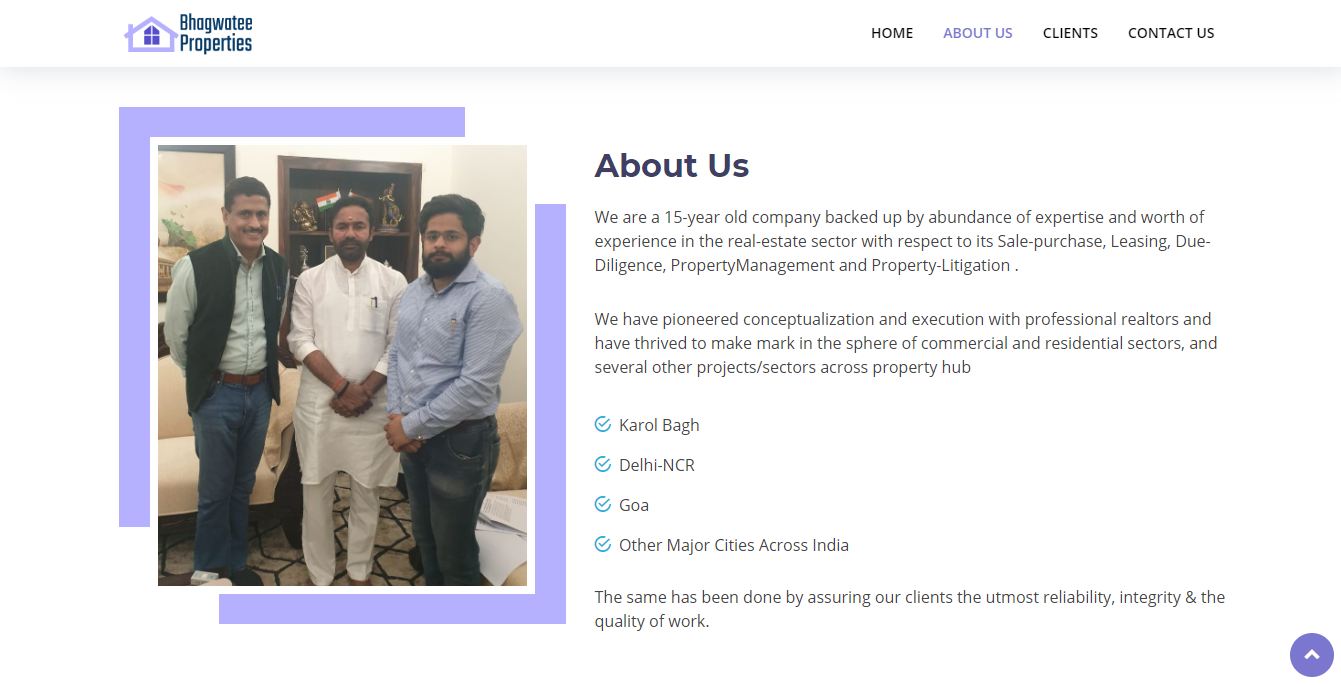 Bhagwatee
Properties
HOME
ABOUT US
CLIENTS
CONTACT US
About Us
We are a 15-year old company backed up by abundance of expertise and worth of
experience in the real-estate sector with respect to its Sale-purchase, Leasing, Due-
Diligence, PropertyManagement and Property-Litigation .
We have pioneered conceptualization and execution with professional realtors and
have thrived to make mark in the sphere of commercial and residential sectors, and
several other projects/sectors across property hub
Karol Bagh
Delhi-NCR
Goa
Other Major Cities Across India
The same has been done by assuring our clients the utmost reliability, integrity & the
quality of work.